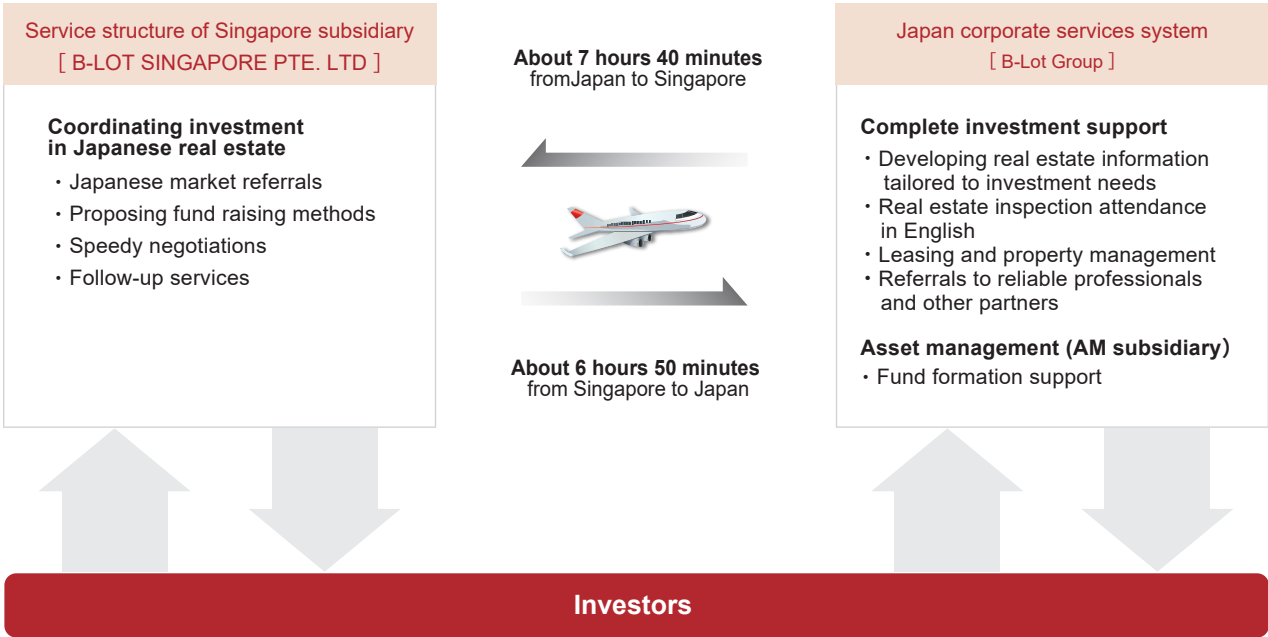 Service structure of Singapore subsidiary
[ B-LOT SINGAPORE PTE. LTD ]
Coordinating investment
in Japanese real estate
・Japanese market referrals
・Proposing fund raising methods
・Speedy negotiations
・Follow-up services
About 7 hours 40 minutes
fromJapan to Singapore
About 6 hours 50 minutes
from Singapore to Japan
Japan corporate services system
[ B-Lot Group ]
Complete investment support
・Developing real estate information
tailored to investment needs
・Real estate inspection attendance
in English
・Leasing and property management
・Referrals to reliable professionals
and other partners
Asset management (AM subsidiary）
・Fund formation support
Investors